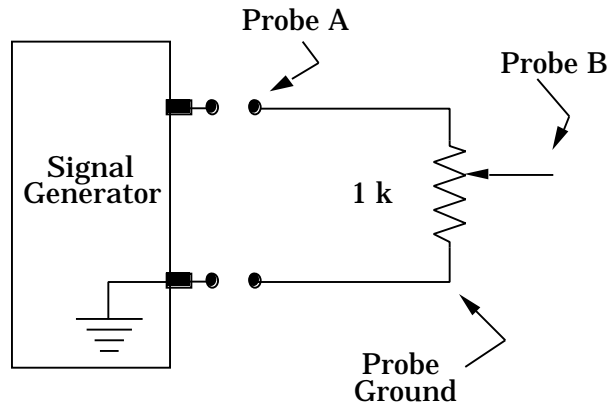 Probe A
Probe B
Signal
Generator
1 k
Probe
Ground